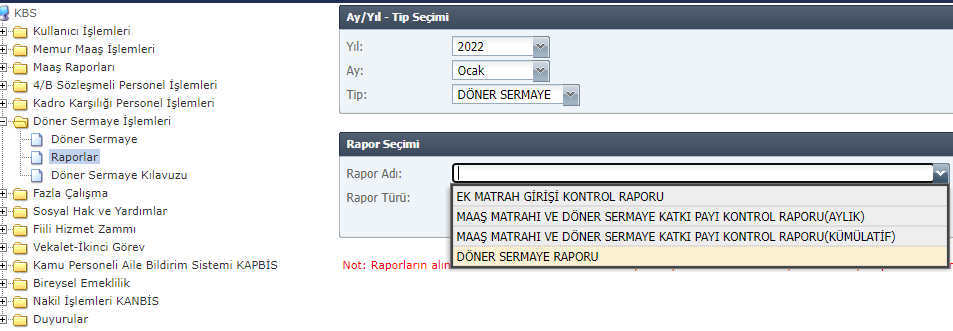 KBS
Kullanıcı İşlemleri
Memur Maaş İşlemleri
Maaş Raporları
4/B Sözleşmeli Personel İşlemleri
Kadro Karşılığı Personel İşlemleri
Döner Sermaye İşlemleri
Döner Sermaye
Raporlar
Döner Sermaye Kılavuzu
Fazla Çalışma
Sosyal Hak ve Yardımlar
Fiili Hizmet Zammı
Vekalet-İkinci Görev
Kamu Personeli Aile Bildirim Sistemi KAPBİS
Bireysel Emeklilik
Nakil İşlemleri KANBİS
Duyurular
Ay/Yıl - Tip Seçimi
Yıl: 2022
Ay: Ocak
Tip: DÖNER SERMAYE
Rapor Seçimi
Rapor Adı:
Rapor Türü:
EK MATRAH GİRİŞİ KONTROL RAPORU
MAAŞ MATRAHI VE DÖNER SERMAYE KATKI PAYI KONTROL RAPORU(AYLIK)
MAAŞ MATRAHI VE DÖNER SERMAYE KATKI PAYI KONTROL RAPORU(KÜMÜLATİF)
DÖNER SERMAYE RAPORU
Not: Raporların